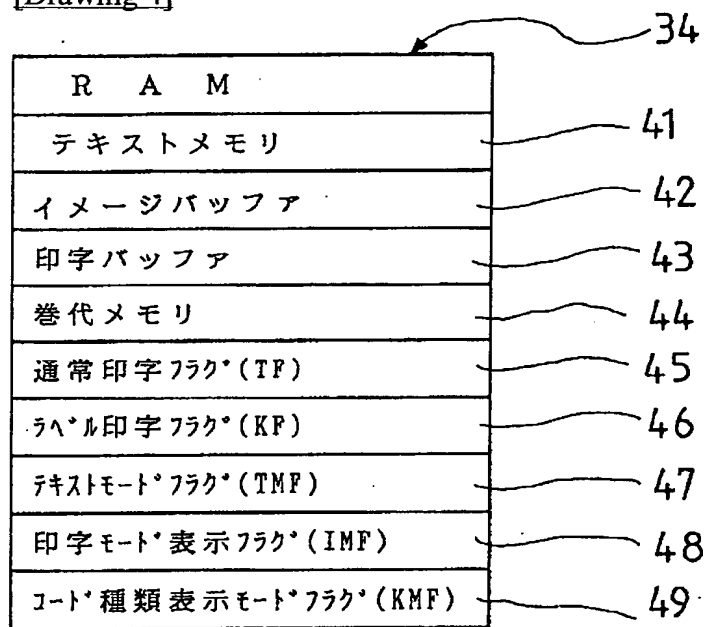 [Drawing 4]
34
RAM
テキストメモリ 41
イメージバッファ 42
印字バッファ 43
巻代メモリ 44
通常印字フラグ(TF) 45
ラベル印字フラグ(KF) 46
テキストモードフラグ(TMF) 47
印字モード表示フラグ(IMF) 48
コード種類表示モードフラグ(KMF) 49